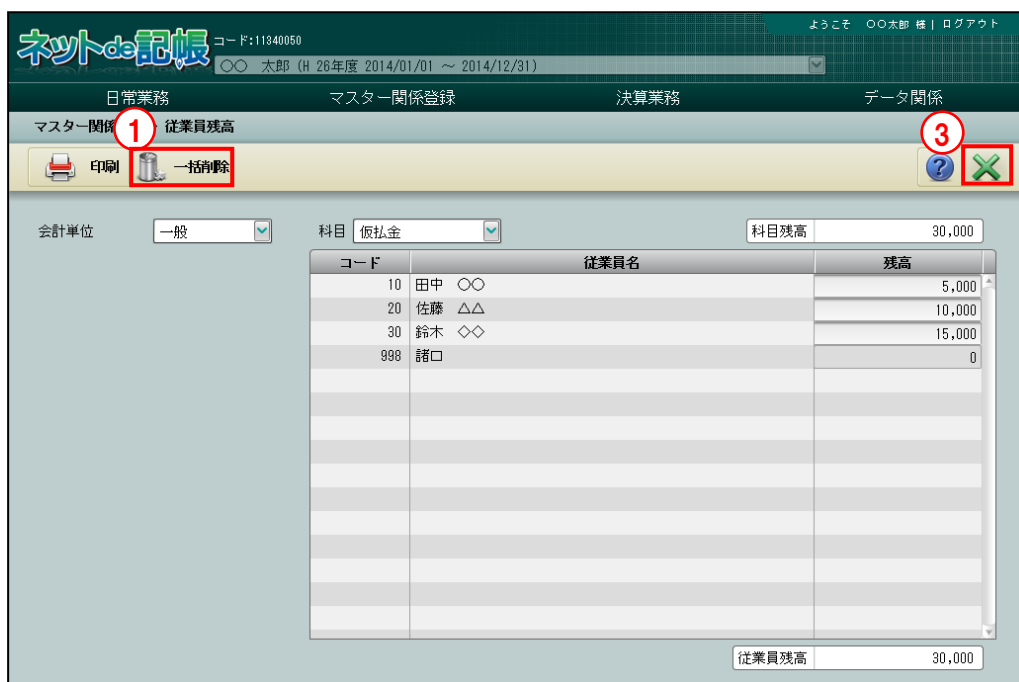 ようこそ 〇〇太郎 様 | ログアウト
ネットde記帳 コード:11340050
〇〇 太郎 (H 26年度 2014/01/01 ～ 2014/12/31)
日常業務 マスター関係登録 決算業務 データ関係
マスター関係 従業員残高
1 3
印刷 一括削除 ?
会計単位 一般 科目 仮払金 科目残高 30,000
コード 従業員名 残高
10 田中 〇〇 5,000
20 佐藤 △△ 10,000
30 鈴木 ◇◇ 15,000
998 諸口 0
従業員残高 30,000